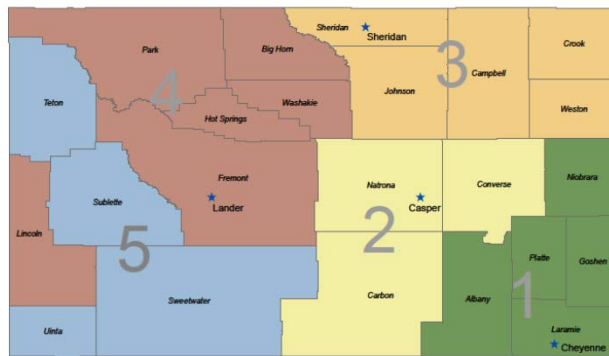 Park
Big Horn
Sheridan
Sheridan
Crook
3
Campbell
Johnson
4
Teton
Washakie
Weston
Hot Springs
Fremont
Natrona
Converse
Niobrara
Sublette
Lander
Casper
Lincoln
2
5
Platte
Goshen
Sweetwater
Carbon
Albany
1
Uinta
Laramie
Cheyenne